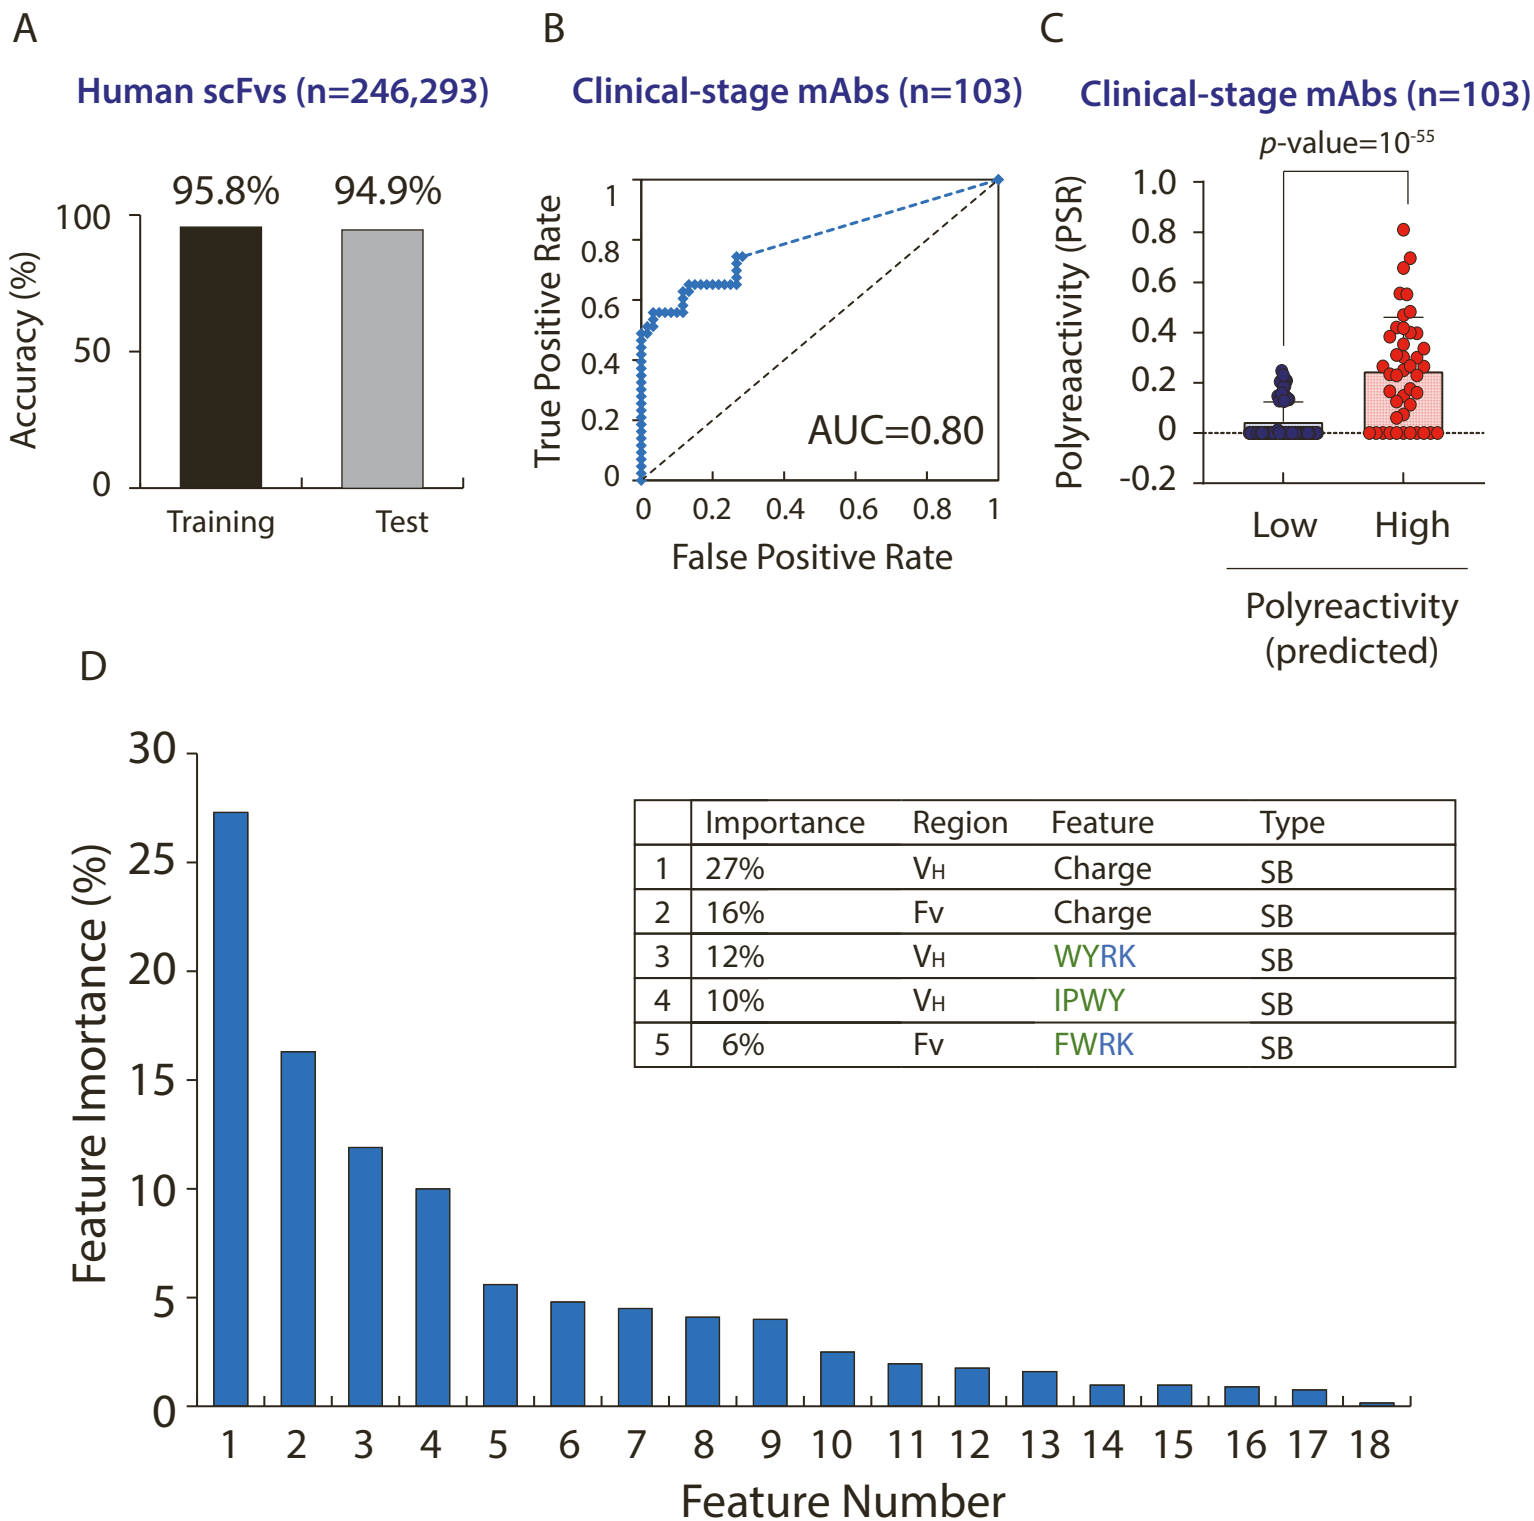 A
Human scFvs (n=246,293)
95.8% 94.9%
Accuracy (%)
100
50
0
Training Test
B
Clinical-stage mAbs (n=103)
True Positive Rate
1
0.8
0.6
0.4
0.2
0
AUC=0.80
0 0.2 0.4 0.6 0.8 1
False Positive Rate
C
Clinical-stage mAbs (n=103)
p-value=10-55
Polyreaactivity (PSR)
1.0
0.8
0.6
0.4
0.2
0
-0.2
Low High
Polyreactivity
(predicted)
D
Feature Imortance (%)
30
25
20
15
10
5
0
Importance Region Feature Type
1 27% VH Charge SB
2 16% Fv Charge SB
3 12% VH WYRK SB
4 10% VH IPWY SB
5 6% Fv FWRK SB
1 2 3 4 5 6 7 8 9 10 11 12 13 14 15 16 17 18
Feature Number